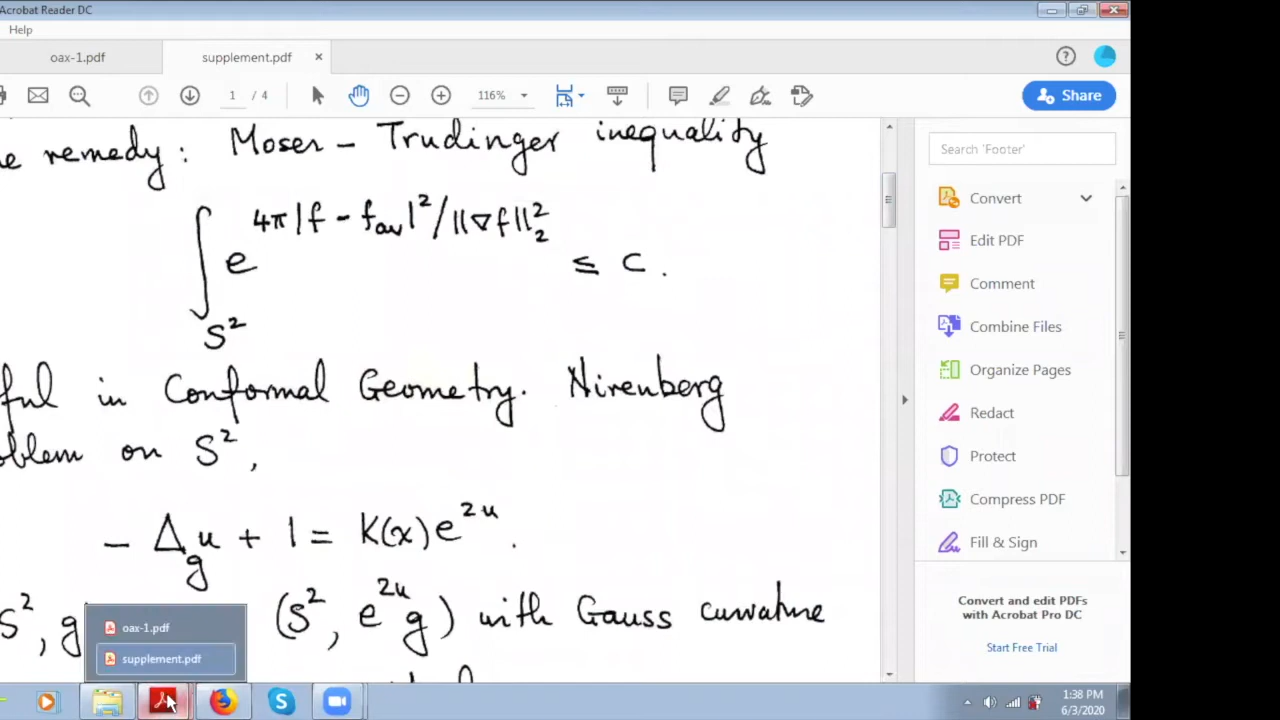 Acrobat Reader DC
Help
oax-1.pdf
supplement.pdf ×
1 / 4
116%
Share
e remedy: Moser - Trudinger inequality
∫_{S²} e^{4π|f - f_{av}|²/||∇f||₂²} ≤ C.
ful in Conformal Geometry. Nirenberg
oblem on S²,
- Δ_g u + 1 = K(x) e^{2u}.
S², g
(S², e^{2u} g) with Gauss curvature
Search 'Footer'
Convert
Edit PDF
Comment
Combine Files
Organize Pages
Redact
Protect
Compress PDF
Fill & Sign
Convert and edit PDFs
with Acrobat Pro DC
Start Free Trial
oax-1.pdf
supplement.pdf
1:38 PM
6/3/2020